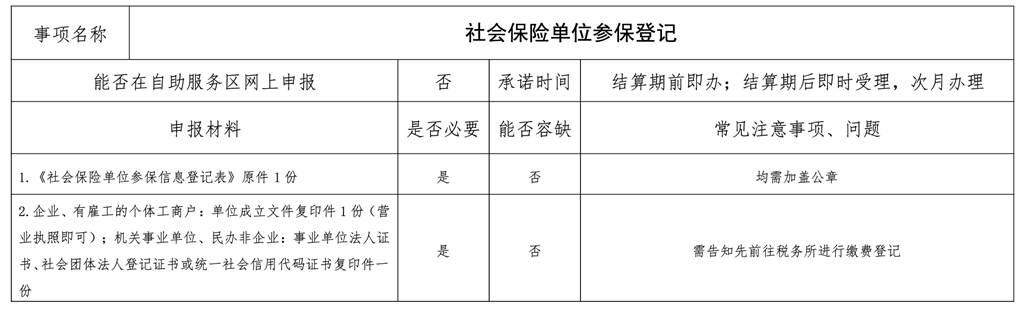 事项名称
社会保险单位参保登记
能否在自助服务区网上申报
否
承诺时间
结算期前即办；结算期后即时受理，次月办理
申报材料
是否必要
能否容缺
常见注意事项、问题
1.《社会保险单位参保信息登记表》原件1份
是
否
均需加盖公章
2.企业、有雇工的个体工商户：单位成立文件复印件1份（营
业执照即可）；机关事业单位、民办非企业：事业单位法人证
书、社会团体法人登记证书或统一社会信用代码证书复印件一
份
是
否
需告知先前往税务所进行缴费登记